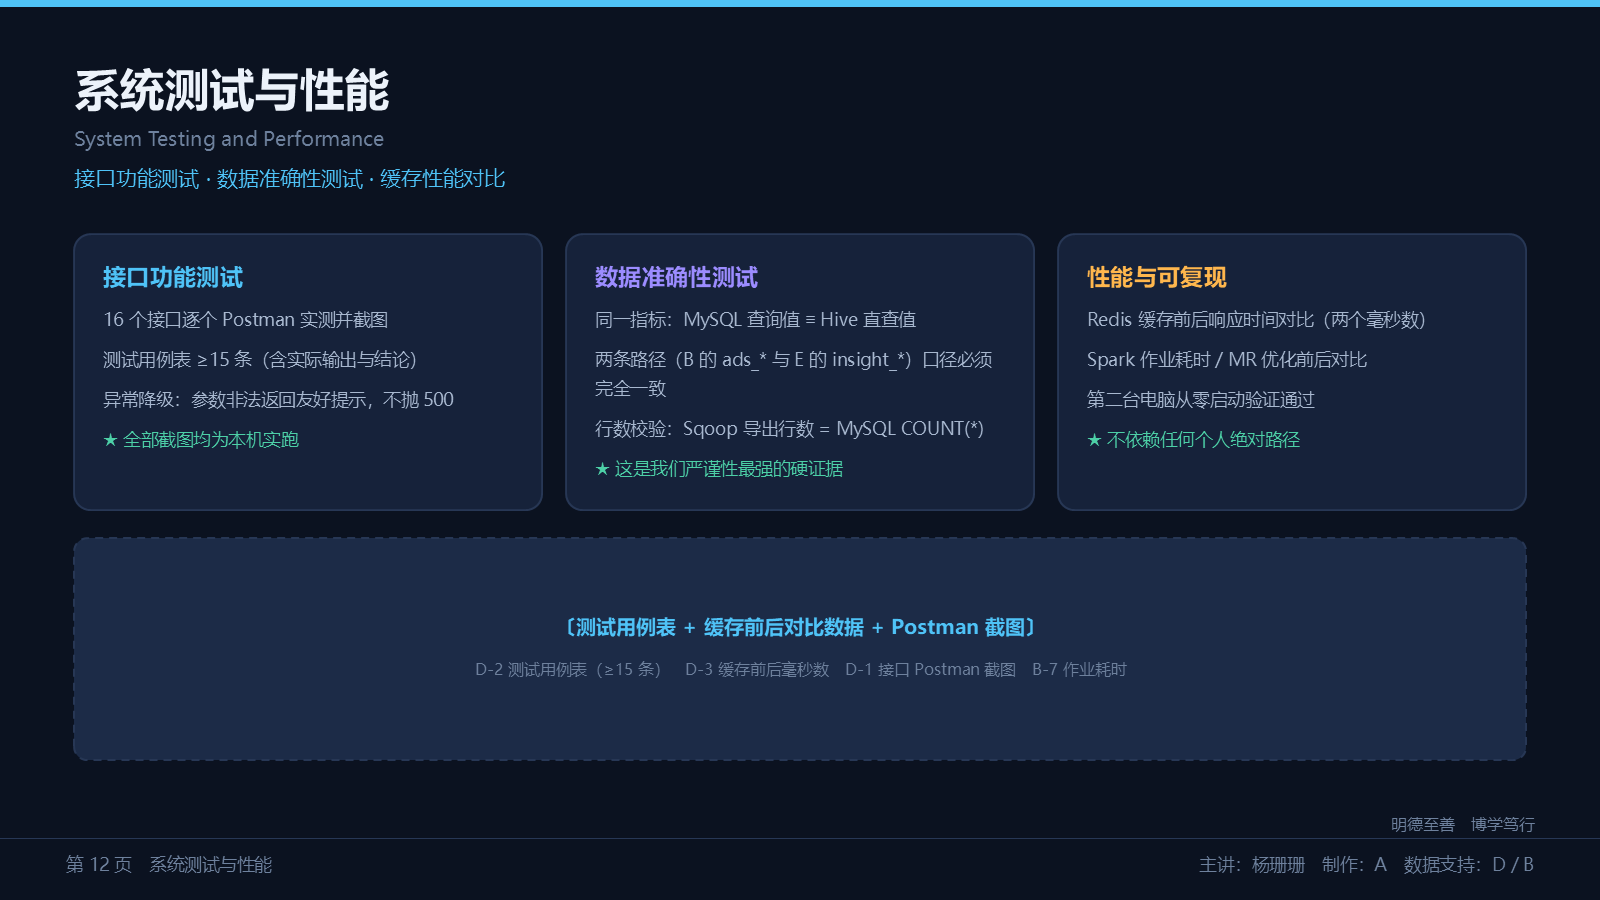 系统测试与性能
System Testing and Performance
接口功能测试 · 数据准确性测试 · 缓存性能对比
接口功能测试
16 个接口逐个 Postman 实测并截图
测试用例表 ≥15 条（含实际输出与结论）
异常降级：参数非法返回友好提示，不抛 500
★ 全部截图均为本机实跑
数据准确性测试
同一指标：MySQL 查询值 ≡ Hive 直查值
两条路径（B 的 ads_* 与 E 的 insight_*）口径必须
完全一致
行数校验：Sqoop 导出行数 = MySQL COUNT(*)
★ 这是我们严谨性最强的硬证据
性能与可复现
Redis 缓存前后响应时间对比（两个毫秒数）
Spark 作业耗时 / MR 优化前后对比
第二台电脑从零启动验证通过
★ 不依赖任何个人绝对路径
〔测试用例表 + 缓存前后对比数据 + Postman 截图〕
D-2 测试用例表（≥15 条） D-3 缓存前后毫秒数 D-1 接口 Postman 截图 B-7 作业耗时
明德至善 博学笃行
第 12 页 系统测试与性能
主讲：杨珊珊 制作：A 数据支持：D / B